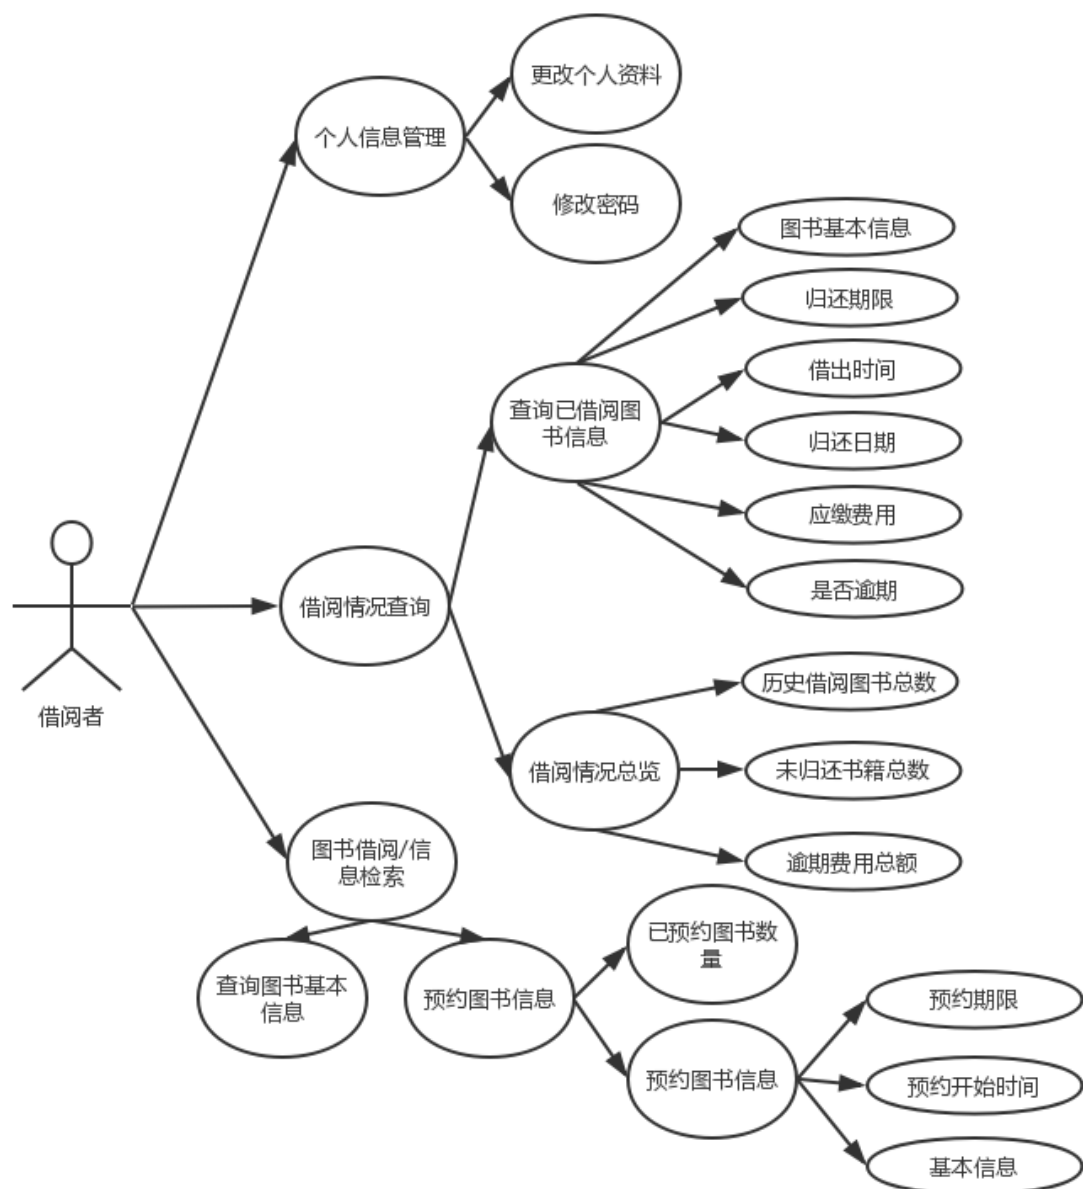 更改个人资料
个人信息管理
修改密码
图书基本信息
归还期限
借出时间
查询已借阅图
书信息
归还日期
应缴费用
是否逾期
借阅情况查询
借阅者
历史借阅图书总数
借阅情况总览
未归还书籍总数
逾期费用总额
图书借阅/信
息检索
已预约图书数
量
查询图书基本
信息
预约图书信息
预约期限
预约图书信息
预约开始时间
基本信息